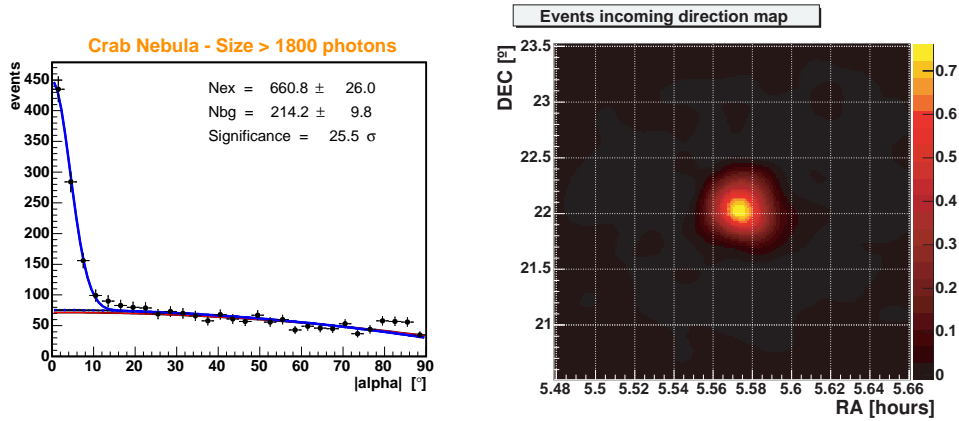 Crab Nebula - Size > 1800 photons
events
450
400
350
300
250
200
150
100
50
0
Nex = 660.8 ± 26.0
Nbg = 214.2 ± 9.8
Significance = 25.5 σ
0 10 20 30 40 50 60 70 80 90
|alpha| [°]
Events incoming direction map
DEC [º]
23.5
23
22.5
22
21.5
21
5.48 5.5 5.52 5.54 5.56 5.58 5.6 5.62 5.64 5.66
RA [hours]
0.7
0.6
0.5
0.4
0.3
0.2
0.1
0